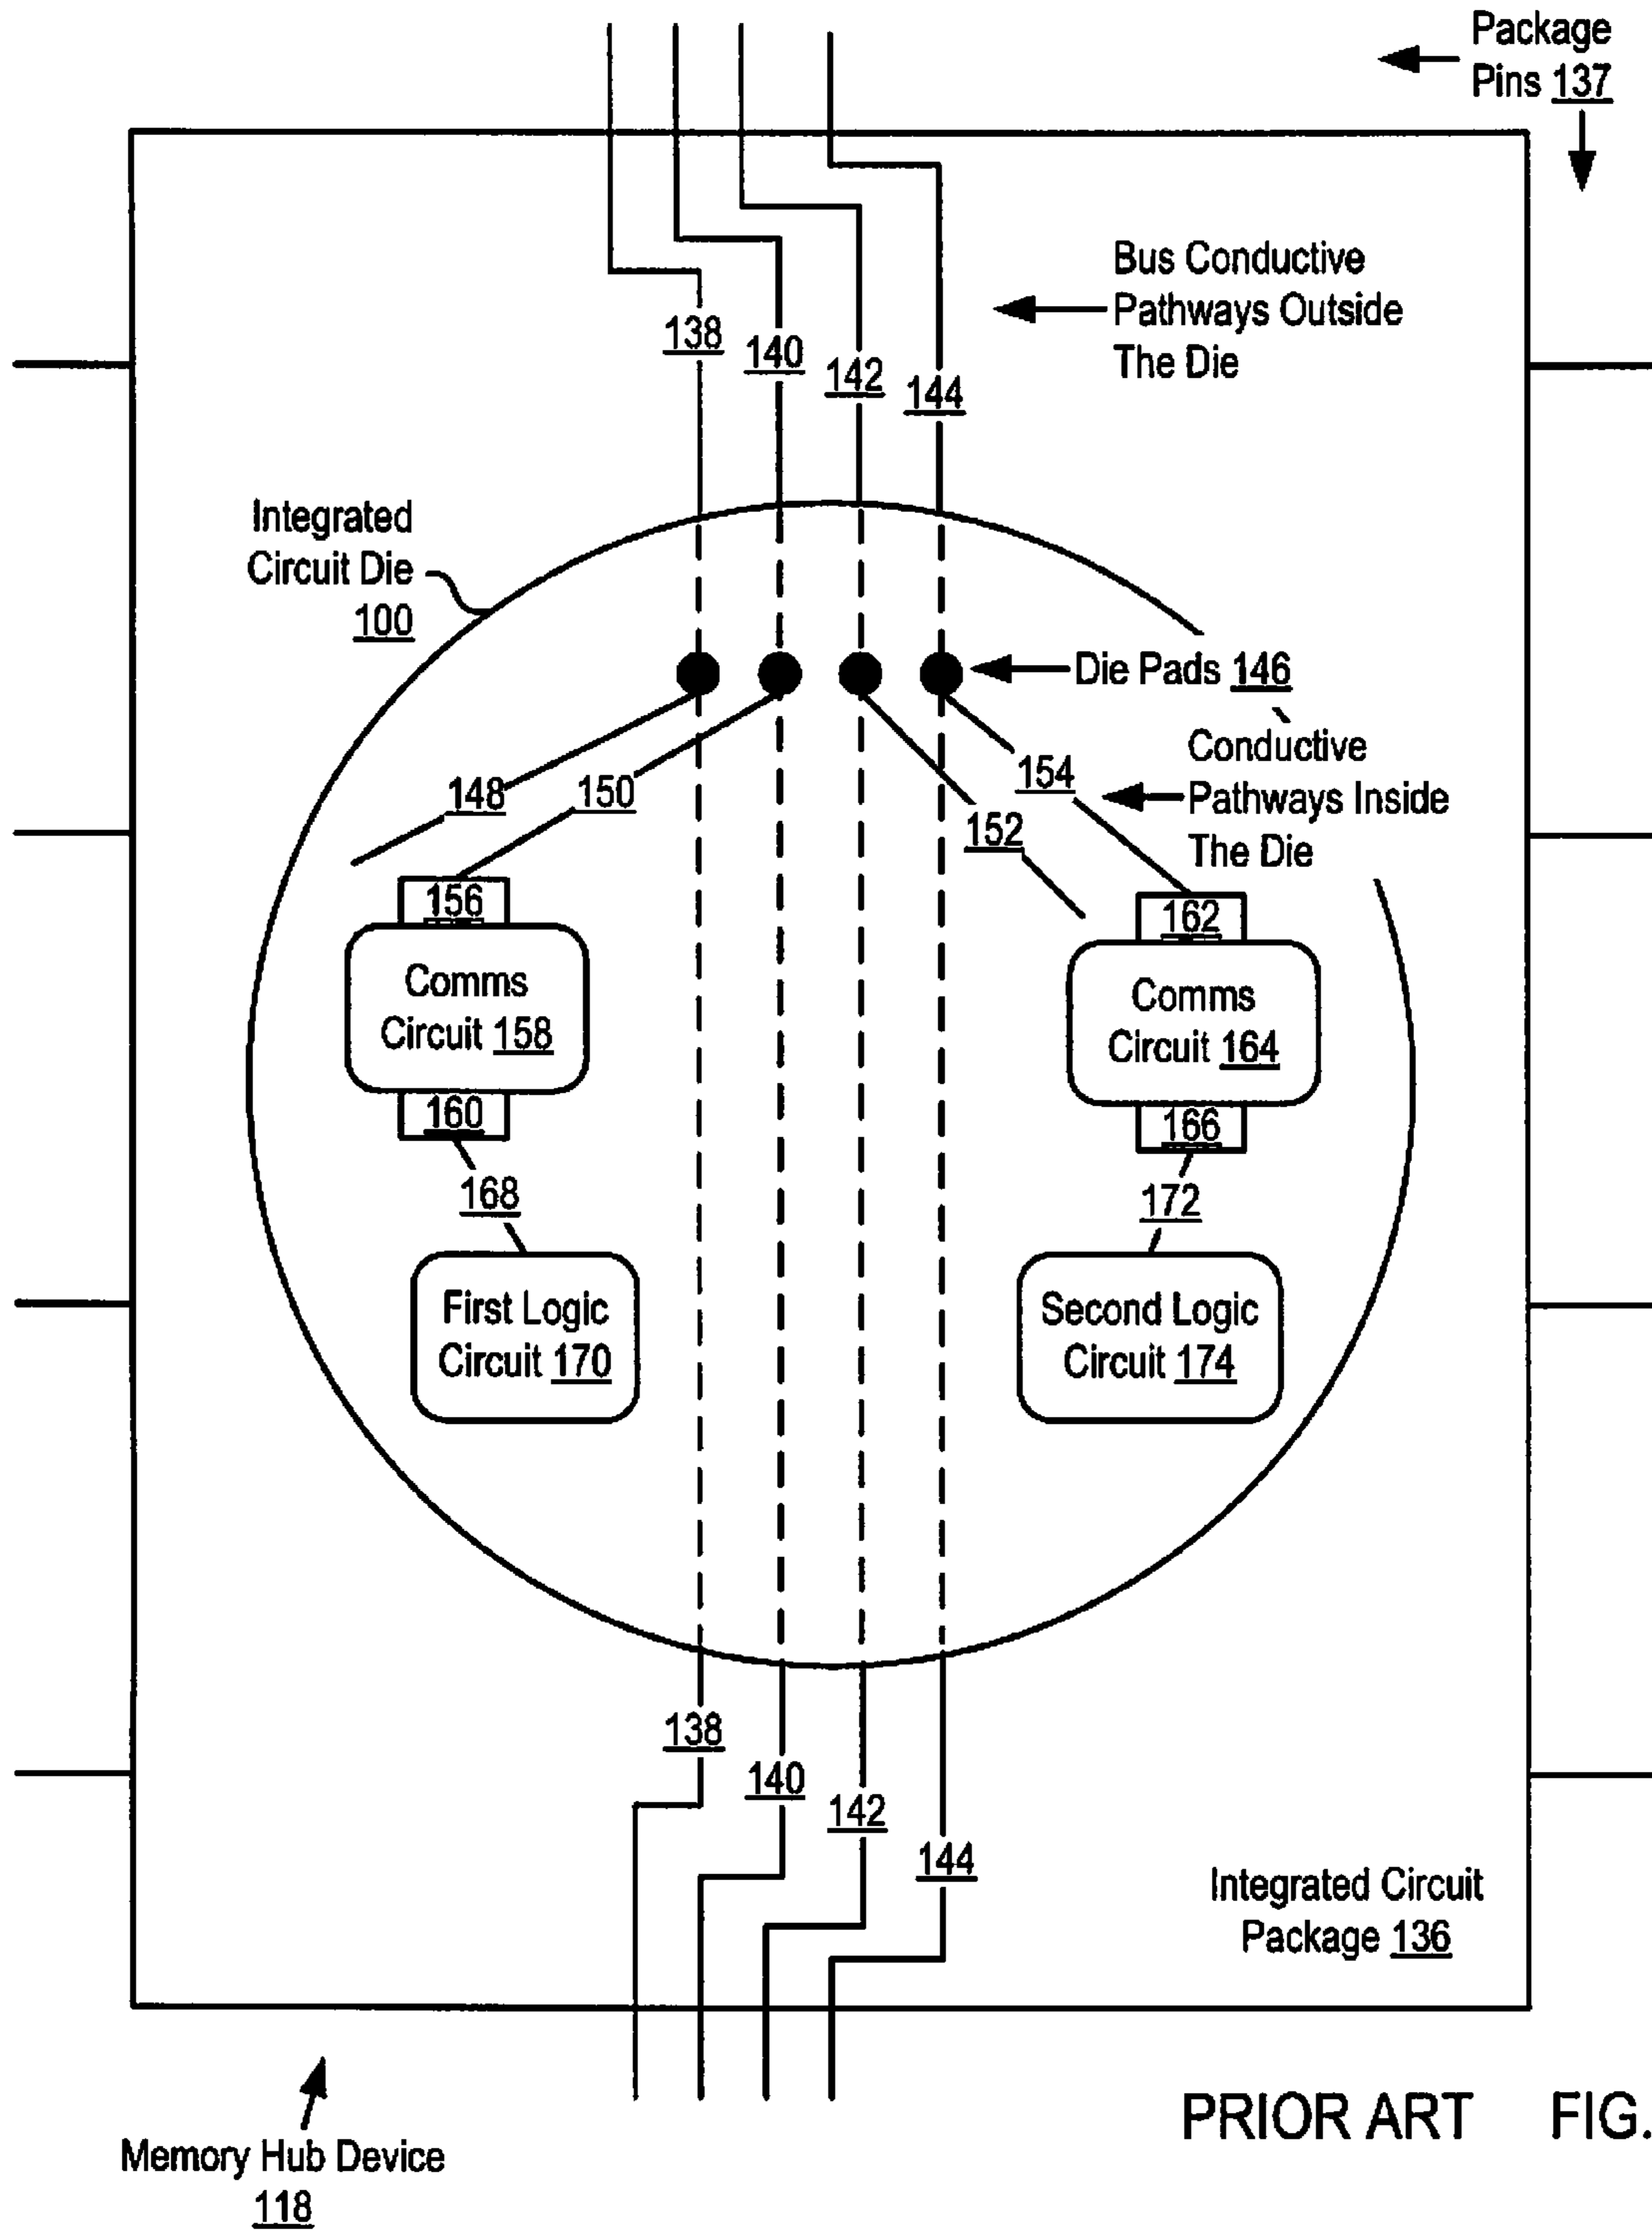 Package
Pins 137
Bus Conductive
Pathways Outside
The Die
138
140
142
144
Integrated
Circuit Die
100
Die Pads 146
Conductive
Pathways Inside
The Die
148
150
154
152
156
162
Comms
Circuit 158
Comms
Circuit 164
160
166
168
172
First Logic
Circuit 170
Second Logic
Circuit 174
138
140
142
144
Integrated Circuit
Package 136
PRIOR ART FIG.
Memory Hub Device
118